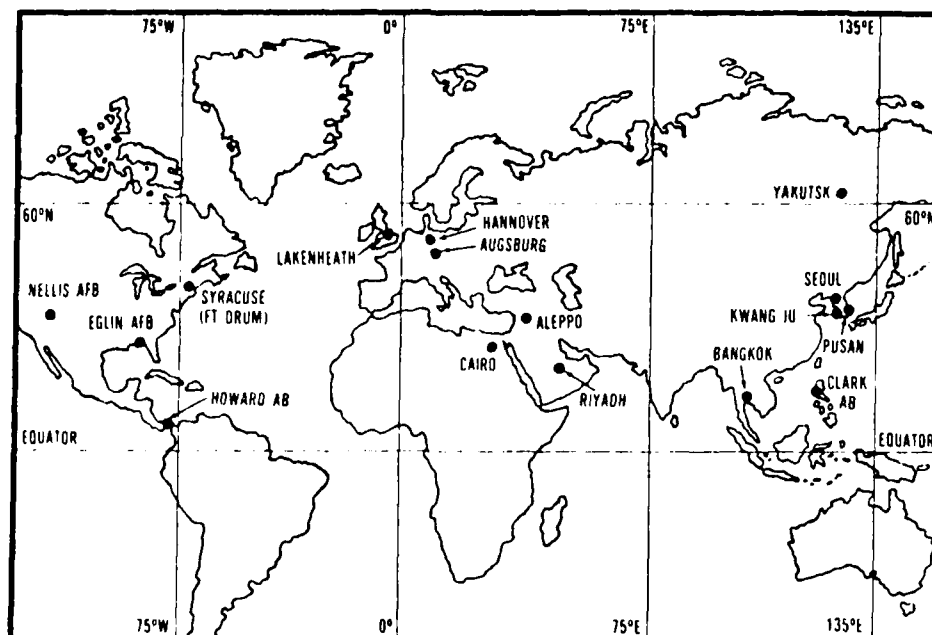 75°W
0°
75°E
135°E
YAKUTSK
60°N
60°N
HANNOVER
LAKENHEATH
AUGSBURG
NELLIS AFB
SYRACUSE
(FT DRUM)
SEOUL
EGLIN AFB
ALEPPO
KWANG JU
PUSAN
CAIRO
BANGKOK
HOWARD AB
RIYADH
CLARK
AB
EQUATOR
EQUATOR
75°W
0°
75°E
135°E